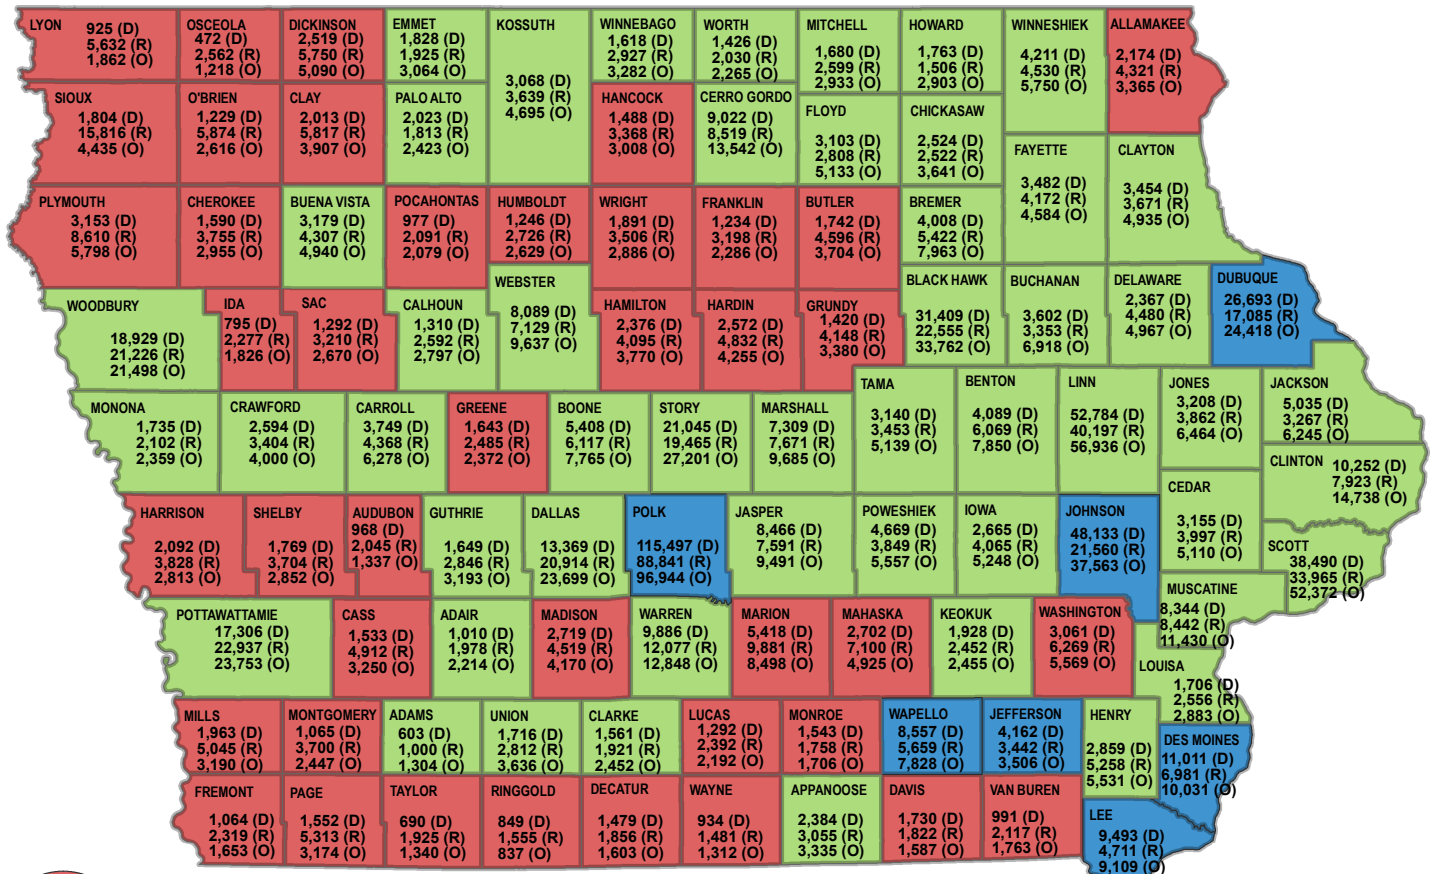 LYON
925 (D)
5,632 (R)
1,862 (O)
OSCEOLA
472 (D)
2,562 (R)
1,218 (O)
DICKINSON
2,519 (D)
5,750 (R)
5,090 (O)
EMMET
1,828 (D)
1,925 (R)
3,064 (O)
KOSSUTH
3,068 (D)
3,639 (R)
4,695 (O)
WINNEBAGO
1,618 (D)
2,927 (R)
3,282 (O)
WORTH
1,426 (D)
2,030 (R)
2,265 (O)
MITCHELL
1,680 (D)
2,599 (R)
2,933 (O)
HOWARD
1,763 (D)
1,506 (R)
2,903 (O)
WINNESHIEK
4,211 (D)
4,530 (R)
5,750 (O)
ALLAMAKEE
2,174 (D)
4,321 (R)
3,365 (O)
SIOUX
1,804 (D)
15,816 (R)
4,435 (O)
O'BRIEN
1,229 (D)
5,874 (R)
2,616 (O)
CLAY
2,013 (D)
5,817 (R)
3,907 (O)
PALO ALTO
2,023 (D)
1,813 (R)
2,423 (O)
HANCOCK
1,488 (D)
3,368 (R)
3,008 (O)
CERRO GORDO
9,022 (D)
8,519 (R)
13,542 (O)
FLOYD
3,103 (D)
2,808 (R)
5,133 (O)
CHICKASAW
2,524 (D)
2,522 (R)
3,641 (O)
FAYETTE
3,482 (D)
4,172 (R)
4,584 (O)
CLAYTON
3,454 (D)
3,671 (R)
4,935 (O)
PLYMOUTH
3,153 (D)
8,610 (R)
5,798 (O)
CHEROKEE
1,590 (D)
3,755 (R)
2,955 (O)
BUENA VISTA
3,179 (D)
4,307 (R)
4,940 (O)
POCAHONTAS
977 (D)
2,091 (R)
2,079 (O)
HUMBOLDT
1,246 (D)
2,726 (R)
2,629 (O)
WRIGHT
1,891 (D)
3,506 (R)
2,886 (O)
FRANKLIN
1,234 (D)
3,198 (R)
2,286 (O)
BUTLER
1,742 (D)
4,596 (R)
3,704 (O)
BREMER
4,008 (D)
5,422 (R)
7,963 (O)
WOODBURY
18,929 (D)
21,226 (R)
21,498 (O)
IDA
795 (D)
2,277 (R)
1,826 (O)
SAC
1,292 (D)
3,210 (R)
2,670 (O)
CALHOUN
1,310 (D)
2,592 (R)
2,797 (O)
WEBSTER
8,089 (D)
7,129 (R)
9,637 (O)
HAMILTON
2,376 (D)
4,095 (R)
3,770 (O)
HARDIN
2,572 (D)
4,832 (R)
4,255 (O)
GRUNDY
1,420 (D)
4,148 (R)
3,380 (O)
BLACK HAWK
31,409 (D)
22,555 (R)
33,762 (O)
BUCHANAN
3,602 (D)
3,353 (R)
6,918 (O)
DELAWARE
2,367 (D)
4,480 (R)
4,967 (O)
DUBUQUE
26,693 (D)
17,085 (R)
24,418 (O)
MONONA
1,735 (D)
2,102 (R)
2,359 (O)
CRAWFORD
2,594 (D)
3,404 (R)
4,000 (O)
CARROLL
3,749 (D)
4,368 (R)
6,278 (O)
GREENE
1,643 (D)
2,485 (R)
2,372 (O)
BOONE
5,408 (D)
6,117 (R)
7,765 (O)
STORY
21,045 (D)
19,465 (R)
27,201 (O)
MARSHALL
7,309 (D)
7,671 (R)
9,685 (O)
TAMA
3,140 (D)
3,453 (R)
5,139 (O)
BENTON
4,089 (D)
6,069 (R)
7,850 (O)
LINN
52,784 (D)
40,197 (R)
56,936 (O)
JONES
3,208 (D)
3,862 (R)
6,464 (O)
JACKSON
5,035 (D)
3,267 (R)
6,245 (O)
CLINTON
10,252 (D)
7,923 (R)
14,738 (O)
HARRISON
2,092 (D)
3,828 (R)
2,813 (O)
SHELBY
1,769 (D)
3,704 (R)
2,852 (O)
AUDUBON
968 (D)
2,045 (R)
1,337 (O)
GUTHRIE
1,649 (D)
2,846 (R)
3,193 (O)
DALLAS
13,369 (D)
20,914 (R)
23,699 (O)
POLK
115,497 (D)
88,841 (R)
96,944 (O)
JASPER
8,466 (D)
7,591 (R)
9,491 (O)
POWESHIEK
4,669 (D)
3,849 (R)
5,557 (O)
IOWA
2,665 (D)
4,065 (R)
5,248 (O)
JOHNSON
48,133 (D)
21,560 (R)
37,563 (O)
CEDAR
3,155 (D)
3,997 (R)
5,110 (O)
SCOTT
38,490 (D)
33,965 (R)
52,372 (O)
MUSCATINE
8,344 (D)
8,442 (R)
11,430 (O)
POTTAWATTAMIE
17,306 (D)
22,937 (R)
23,753 (O)
CASS
1,533 (D)
4,912 (R)
3,250 (O)
ADAIR
1,010 (D)
1,978 (R)
2,214 (O)
MADISON
2,719 (D)
4,519 (R)
4,170 (O)
WARREN
9,886 (D)
12,077 (R)
12,848 (O)
MARION
5,418 (D)
9,881 (R)
8,498 (O)
MAHASKA
2,702 (D)
7,100 (R)
4,925 (O)
KEOKUK
1,928 (D)
2,452 (R)
2,455 (O)
WASHINGTON
3,061 (D)
6,269 (R)
5,569 (O)
LOUISA
1,706 (D)
2,556 (R)
2,883 (O)
MILLS
1,963 (D)
5,045 (R)
3,190 (O)
MONTGOMERY
1,065 (D)
3,700 (R)
2,447 (O)
ADAMS
603 (D)
1,000 (R)
1,304 (O)
UNION
1,716 (D)
2,812 (R)
3,636 (O)
CLARKE
1,561 (D)
1,921 (R)
2,452 (O)
LUCAS
1,292 (D)
2,392 (R)
2,192 (O)
MONROE
1,543 (D)
1,758 (R)
1,706 (O)
WAPELLO
8,557 (D)
5,659 (R)
7,828 (O)
JEFFERSON
4,162 (D)
3,442 (R)
3,506 (O)
HENRY
2,859 (D)
5,258 (R)
5,531 (O)
DES MOINES
11,011 (D)
6,981 (R)
10,031 (O)
FREMONT
1,064 (D)
2,319 (R)
1,653 (O)
PAGE
1,552 (D)
5,313 (R)
3,174 (O)
TAYLOR
690 (D)
1,925 (R)
1,340 (O)
RINGGOLD
849 (D)
1,555 (R)
837 (O)
DECATUR
1,479 (D)
1,856 (R)
1,603 (O)
WAYNE
934 (D)
1,481 (R)
1,312 (O)
APPANOOSE
2,384 (D)
3,055 (R)
3,335 (O)
DAVIS
1,730 (D)
1,822 (R)
1,587 (O)
VAN BUREN
991 (D)
2,117 (R)
1,763 (O)
LEE
9,493 (D)
4,711 (R)
9,109 (O)